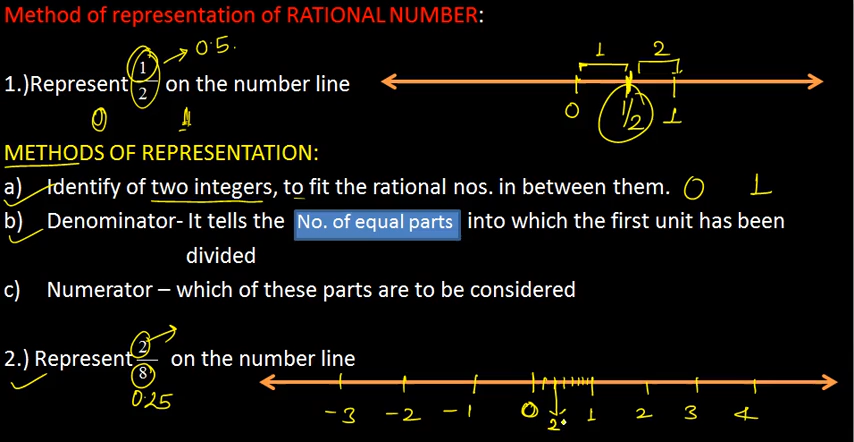 Method of representation of RATIONAL NUMBER:
0.5.
1 2
1.)Represent 1/2 on the number line
0 1/2 1
0 1
METHODS OF REPRESENTATION:
a) Identify of two integers, to fit the rational nos. in between them. 0 1
b) Denominator- It tells the No. of equal parts into which the first unit has been
divided
c) Numerator – which of these parts are to be considered
2.) Represent 2/8 on the number line
0.25
-3 -2 -1 0 2 1 2 3 4